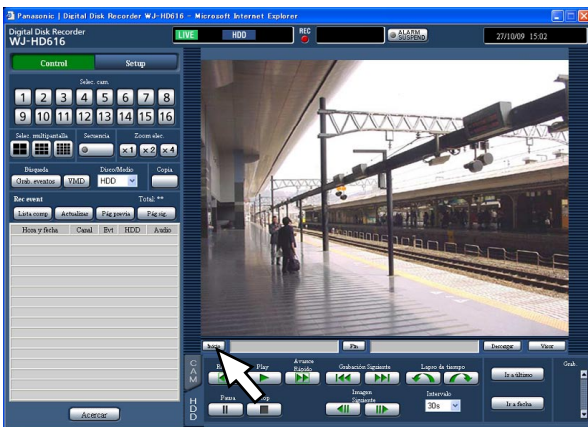 Panasonic | Digital Disk Recorder WJ-HD616 - Microsoft Internet Explorer
Digital Disk Recorder
WJ-HD616
LIVE HDD REC ALARM SUSPEND 27/10/09 15:02
Control Setup
Selec. cam.
1 2 3 4 5 6 7 8
9 10 11 12 13 14 15 16
Selec. multipantalla Secuencia Zoom elec.
x1 x2 x4
Búsqueda Disco/Medio Copia
Grab. eventos VMD HDD
Rec event Total: **
Lista comp Actualizar Pág previa Pág sig.
Hora y fecha Canal Evt HDD Audio
Inicio Fin Descargar Visor
CAM
Play Avance Rápido Grabación Siguiente Lapso de tiempo Grab.
Ir a último
HDD
Pausa Imagen Siguiente Intervalo
30s Ir a fecha
Acercar